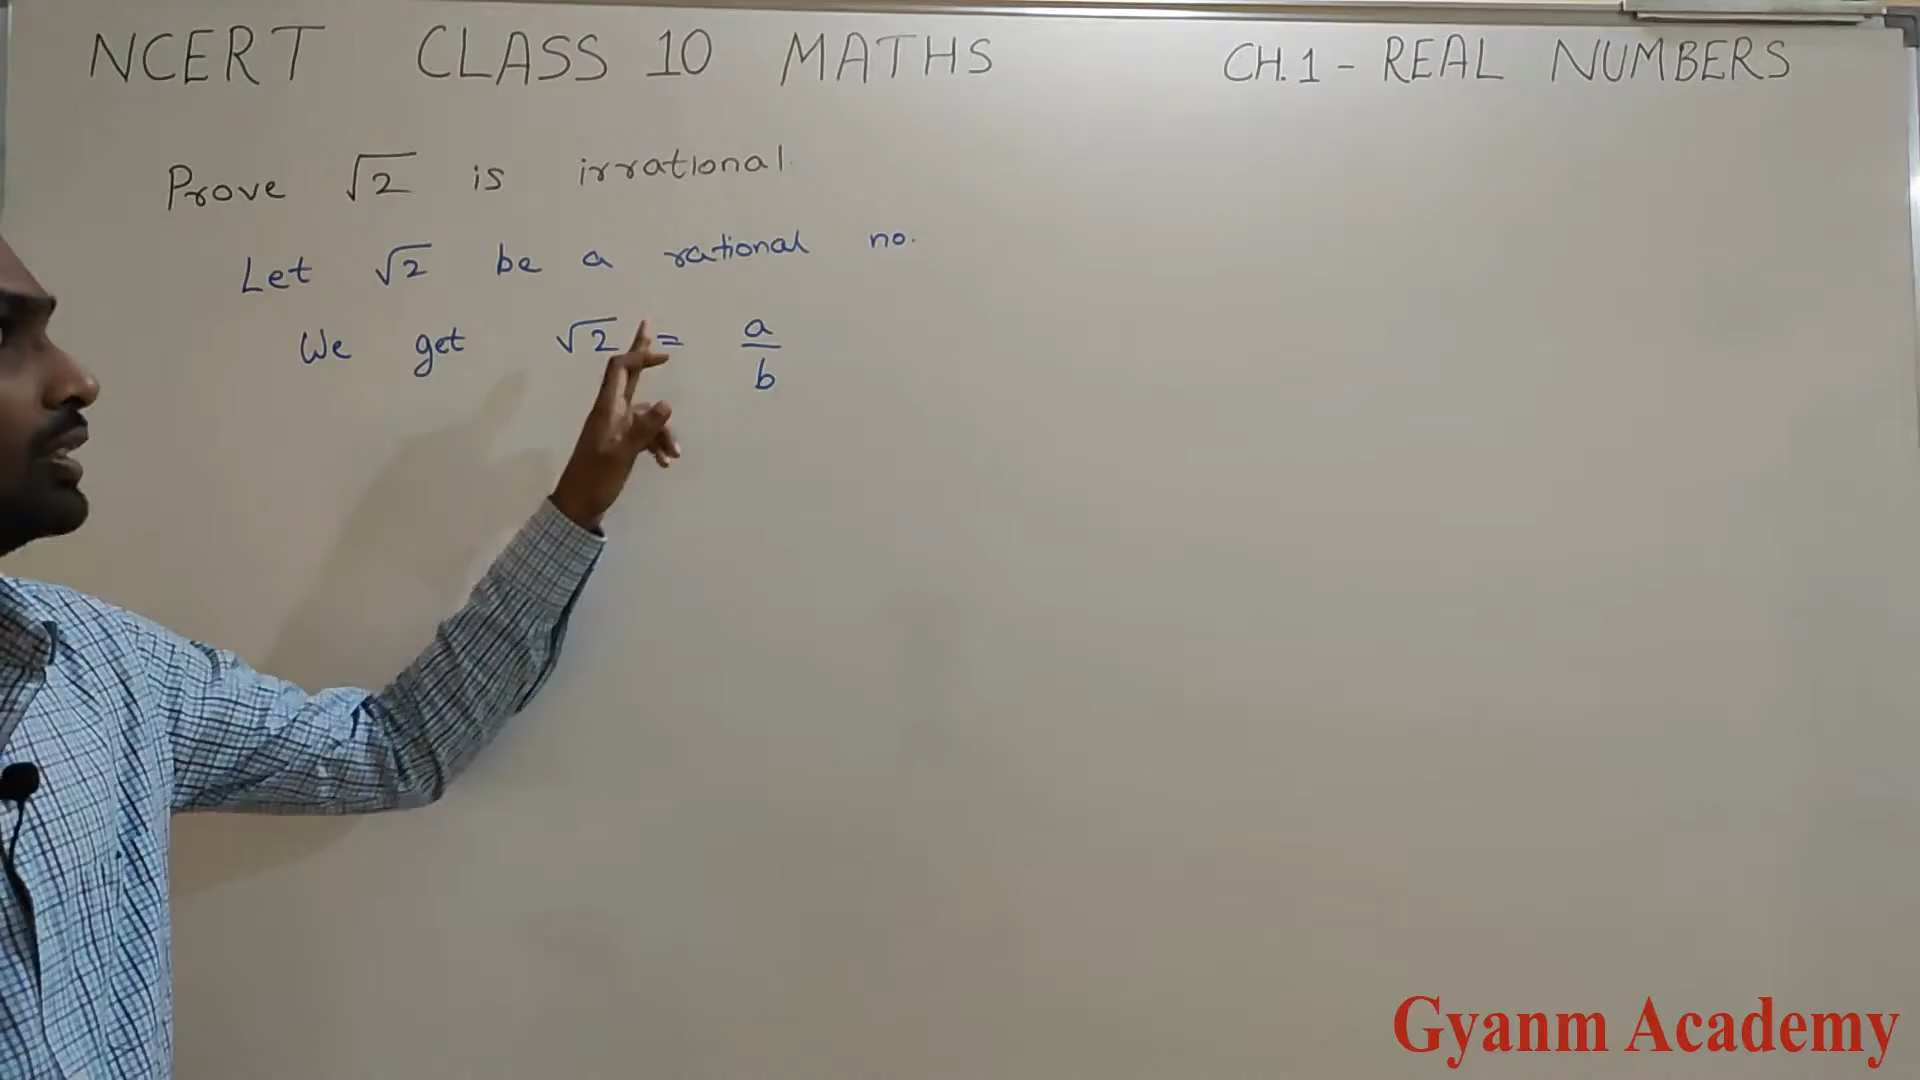 NCERT CLASS 10 MATHS CH.1 - REAL NUMBERS
Prove √2 is irrational.
Let √2 be a rational no.
We get √2 = a/b
Gyanm Academy